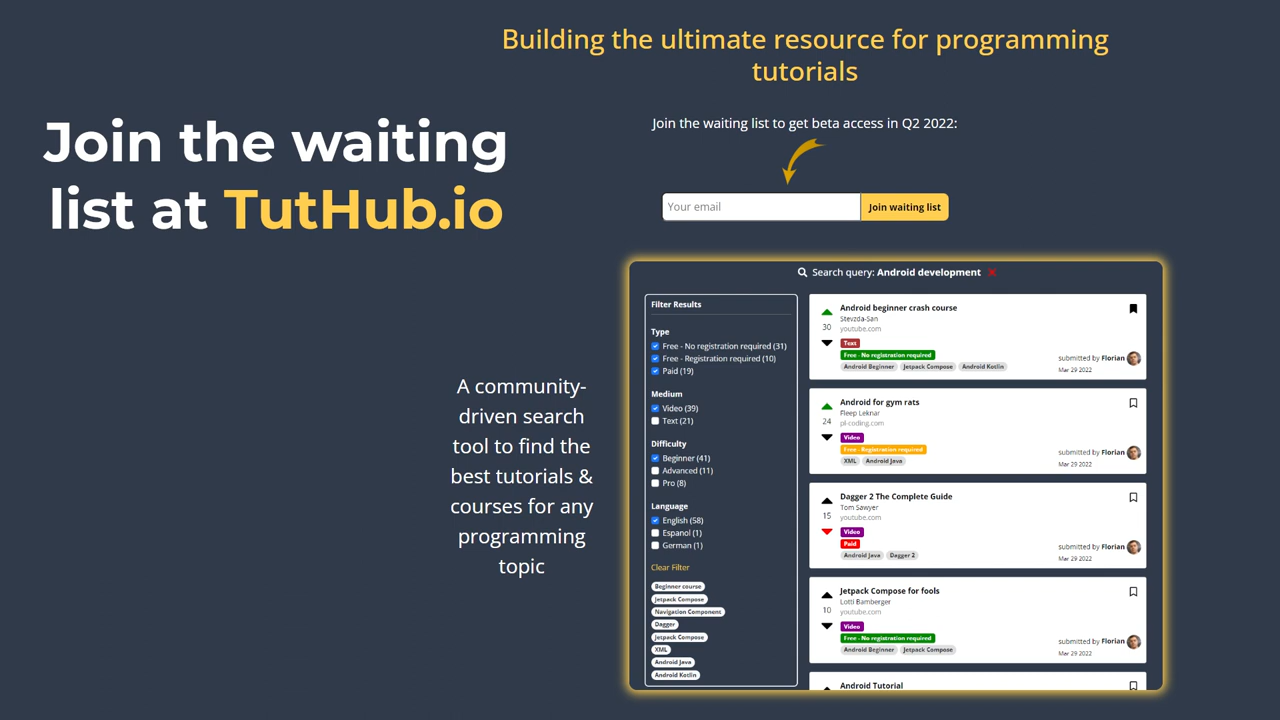 Building the ultimate resource for programming
tutorials
Join the waiting
list at TutHub.io
Join the waiting list to get beta access in Q2 2022:
Your email
Join waiting list
A community-
driven search
tool to find the
best tutorials &
courses for any
programming
topic
Search query: Android development
Filter Results
Type
Free - No registration required (31)
Free - Registration required (10)
Paid (19)
Medium
Video (39)
Text (21)
Difficulty
Beginner (41)
Advanced (11)
Pro (8)
Language
English (58)
Espanol (1)
German (1)
Clear Filter
Beginner course
Jetpack Compose
Navigation Component
Dagger
Jetpack Compose
XML
Android Java
Android Kotlin
Android beginner crash course
Stevzda-San
youtube.com
30
Text
Free - No registration required
Android Beginner Jetpack Compose Android Kotlin
submitted by Florian
Mar 29 2022
Android for gym rats
Fleep Leknar
pl-coding.com
24
Video
Free - Registration required
XML Android Java
submitted by Florian
Mar 29 2022
Dagger 2 The Complete Guide
Tom Sawyer
youtube.com
15
Video
Paid
Android Java Dagger 2
submitted by Florian
Mar 29 2022
Jetpack Compose for fools
Lotti Bamberger
youtube.com
10
Video
Free - No registration required
Android Beginner Jetpack Compose
submitted by Florian
Mar 29 2022
Android Tutorial